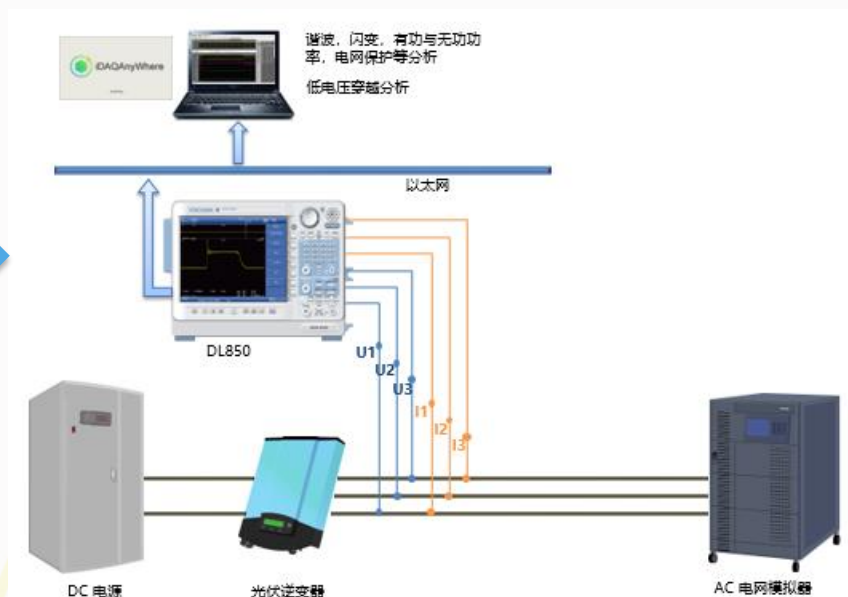 iDAQAnyWhere
谐波，闪变，有功与无功功
率，电网保护等分析
低电压穿越分析
以太网
DL850
U1
U2
U3
I1
I2
I3
DC 电源
光伏逆变器
AC 电网模拟器